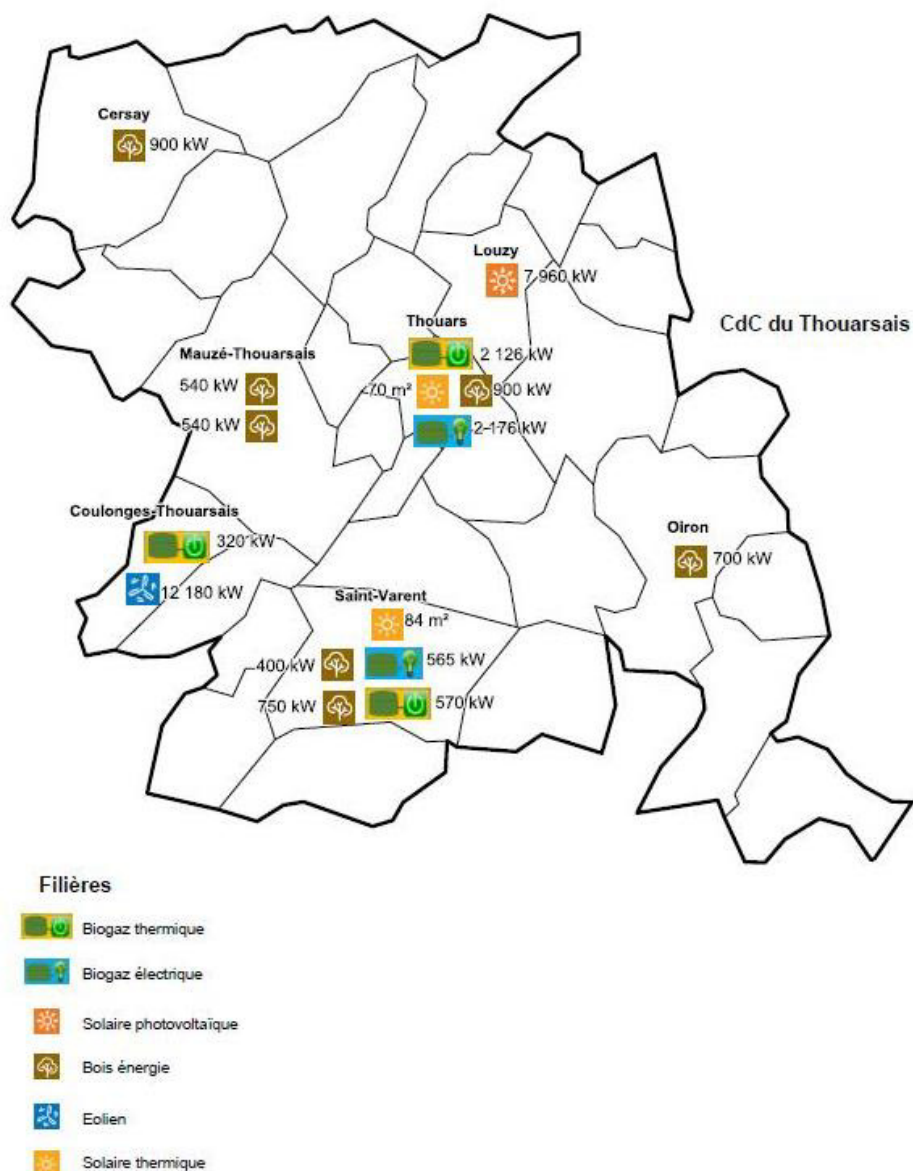 Cersay
900 kW
Louzy
7 960 kW
CdC du Thouarsais
Thouars
2 126 kW
Mauzé-Thouarsais
540 kW
70 m²
900 kW
540 kW
2 176 kW
Coulonges-Thouarsais
320 kW
Oiron
700 kW
12 180 kW
Saint-Varent
84 m²
400 kW
565 kW
750 kW
570 kW
Filières
Biogaz thermique
Biogaz électrique
Solaire photovoltaïque
Bois énergie
Eolien
Solaire thermique